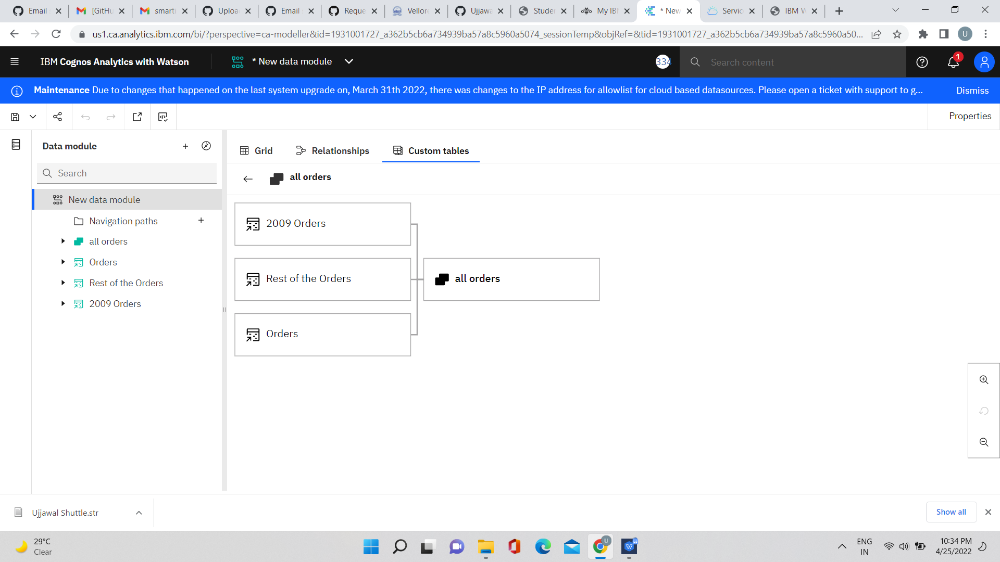 Email
[GitHu
smarti
Uploa
Email
Reque
Vellore
Ujjawa
Studen
My IBM
* New
Servic
IBM W
us1.ca.analytics.ibm.com/bi/?perspective=ca-modeller&id=1931001727_a362b5cb6a734939ba57a8c5960a5074_sessionTemp&objRef=&tid=1931001727_a362b5cb6a734939ba57a8c5960a50...
U
IBM Cognos Analytics with Watson
* New data module
334
Search content
1
Maintenance Due to changes that happened on the last system upgrade on, March 31th 2022, there was changes to the IP address for allowlist for cloud based datasources. Please open a ticket with support to g...
Dismiss
Properties
Data module
Search
New data module
Navigation paths
all orders
Orders
Rest of the Orders
2009 Orders
Grid
Relationships
Custom tables
all orders
2009 Orders
Rest of the Orders
Orders
all orders
Ujjawal Shuttle.str
Show all
29°C
Clear
U
ENG
IN
10:34 PM
4/25/2022